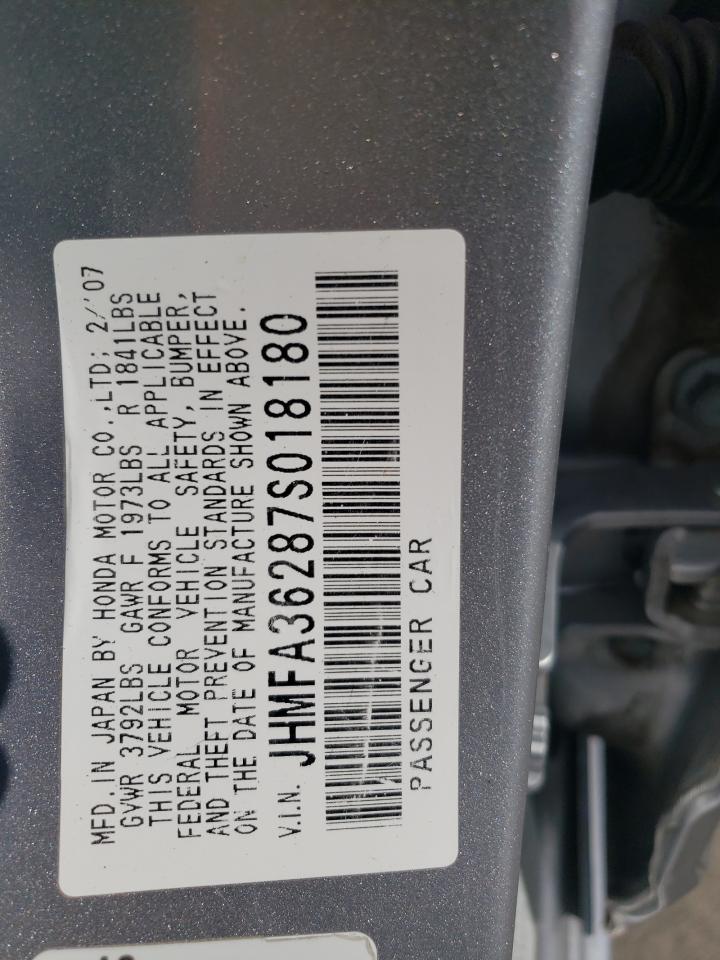 MFD. IN JAPAN BY HONDA MOTOR CO.,LTD; 2/'07
GVWR 3792LBS GAWR F 1973LBS R 1841LBS
THIS VEHICLE CONFORMS TO ALL APPLICABLE
FEDERAL MOTOR VEHICLE SAFETY, BUMPER,
AND THEFT PREVENTION STANDARDS IN EFFECT
ON THE DATE OF MANUFACTURE SHOWN ABOVE.
V.I.N. JHMFA36287S018180
PASSENGER CAR